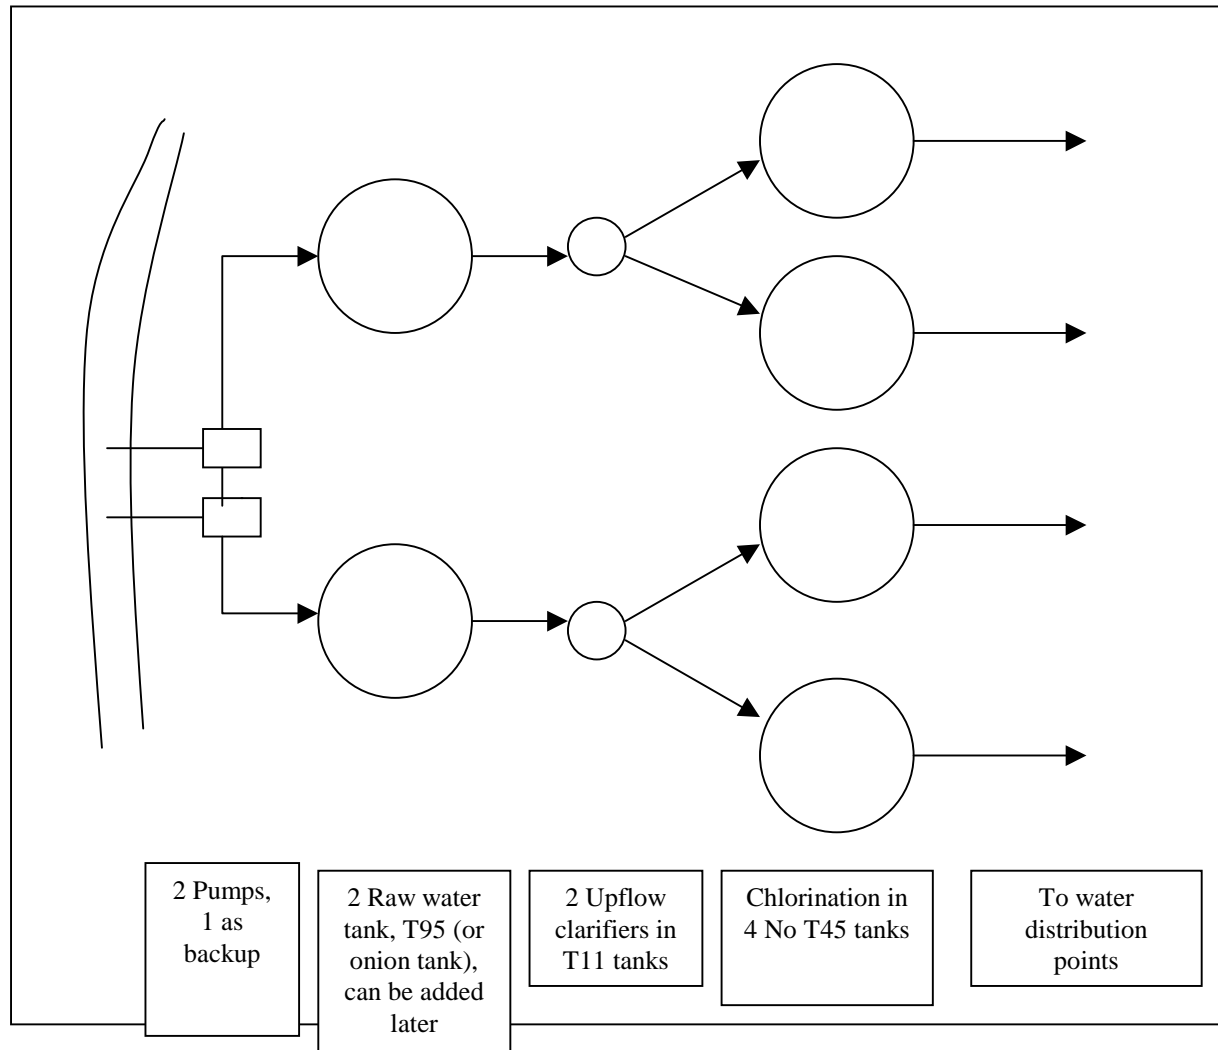 2 Pumps,
1 as
backup
2 Raw water
tank, T95 (or
onion tank),
can be added
later
2 Upflow
clarifiers in
T11 tanks
Chlorination in
4 No T45 tanks
To water
distribution
points